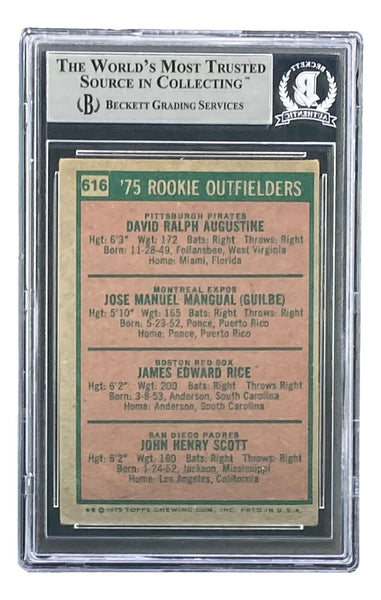 THE WORLD'S MOST TRUSTED
SOURCE IN COLLECTING™
(B) BECKETT GRADING SERVICES
BECKETT
B
AUTHENTIC
616 '75 ROOKIE OUTFIELDERS
PITTSBURGH PIRATES
DAVID RALPH AUGUSTINE
Hgt: 6'3" Wgt: 172 Bats: Right Throws: Right
Born: 11-28-49, Follansbee, West Virginia
Home: Miami, Florida
MONTREAL EXPOS
JOSE MANUEL MANGUAL (GUILBE)
Hgt: 5'10" Wgt: 165 Bats: Right Throws: Right
Born: 5-23-52, Ponce, Puerto Rico
Home: Ponce, Puerto Rico
BOSTON RED SOX
JAMES EDWARD RICE
Hgt: 6'2" Wgt: 200 Bats: Right Throws Right
Born: 3-8-53, Anderson, South Carolina
Home: Anderson, South Carolina
SAN DIEGO PADRES
JOHN HENRY SCOTT
Hgt: 6'2" Wgt: 160 Bats: Right Throws: Right
Born: 1-24-52, Jackson, Mississippi
Home: Los Angeles, California
© 1975 TOPPS CHEWING GUM, INC. PRTD IN U.S.A.